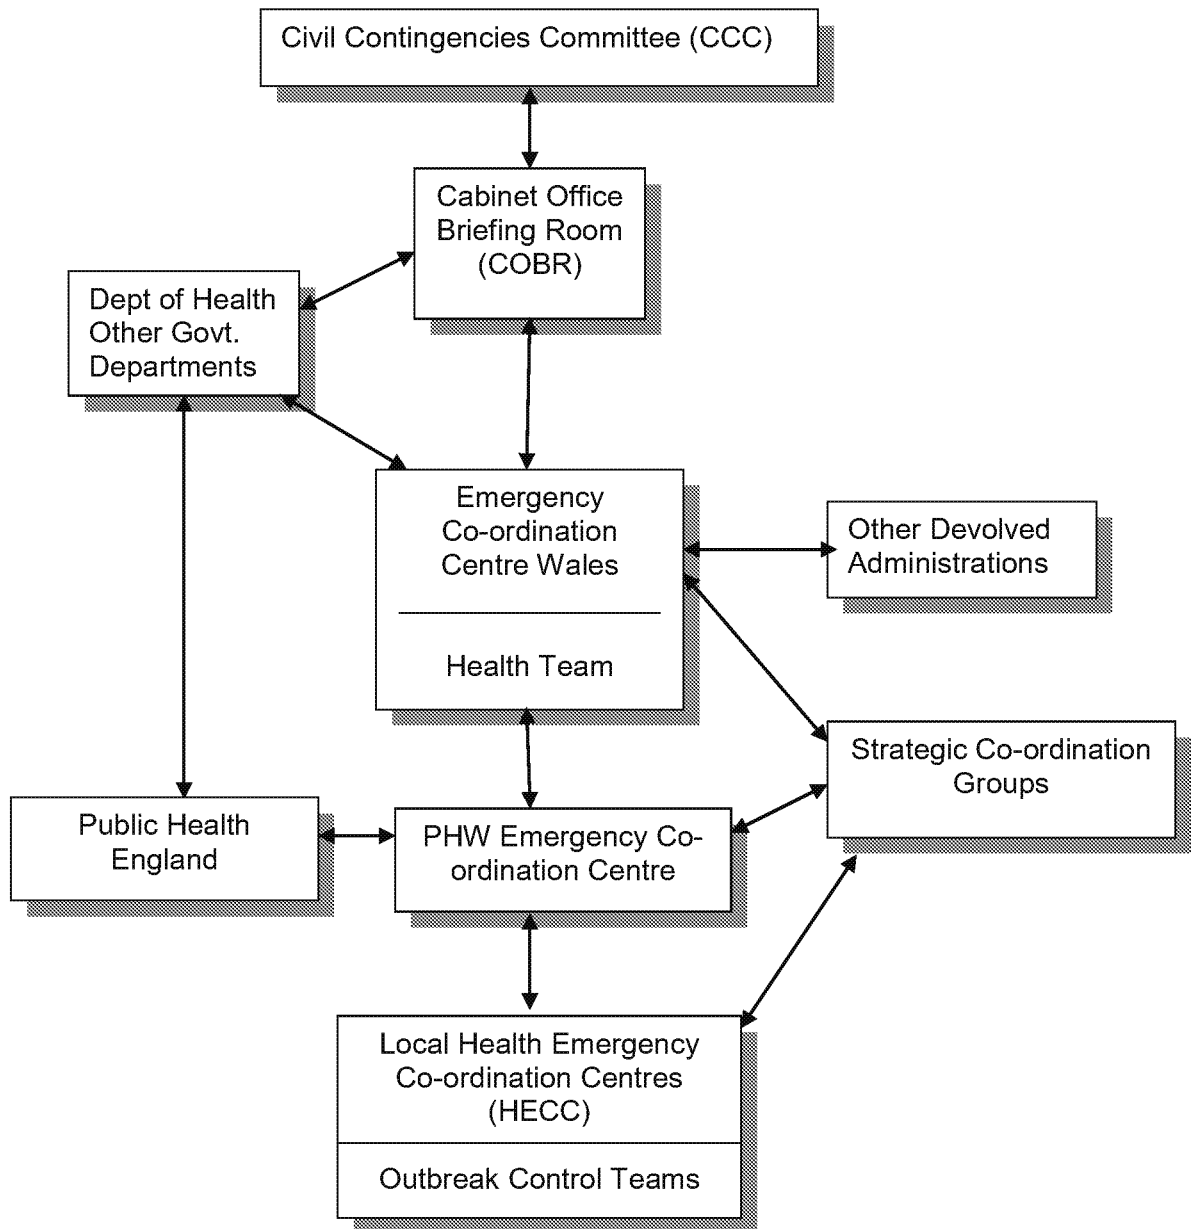 Civil Contingencies Committee (CCC)
Cabinet Office
Briefing Room
(COBR)
Dept of Health
Other Govt.
Departments
Emergency
Co-ordination
Centre Wales
Health Team
Other Devolved
Administrations
Strategic Co-ordination
Groups
Public Health
England
PHW Emergency Co-
ordination Centre
Local Health Emergency
Co-ordination Centres
(HECC)
Outbreak Control Teams